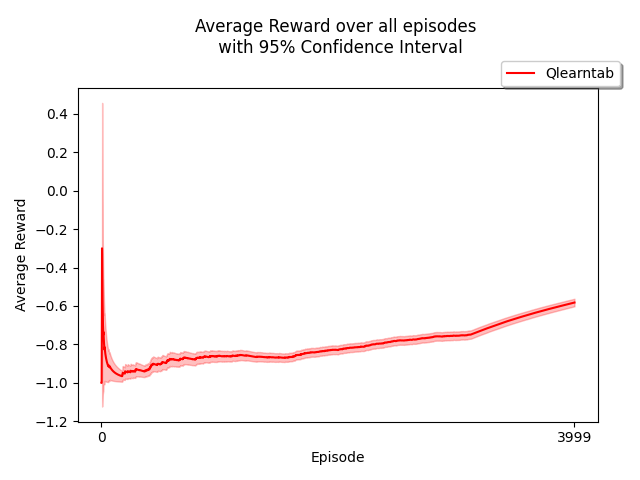 Average Reward over all episodes
with 95% Confidence Interval
Qlearntab
Average Reward
0.4
0.2
0.0
−0.2
−0.4
−0.6
−0.8
−1.0
−1.2
0
3999
Episode